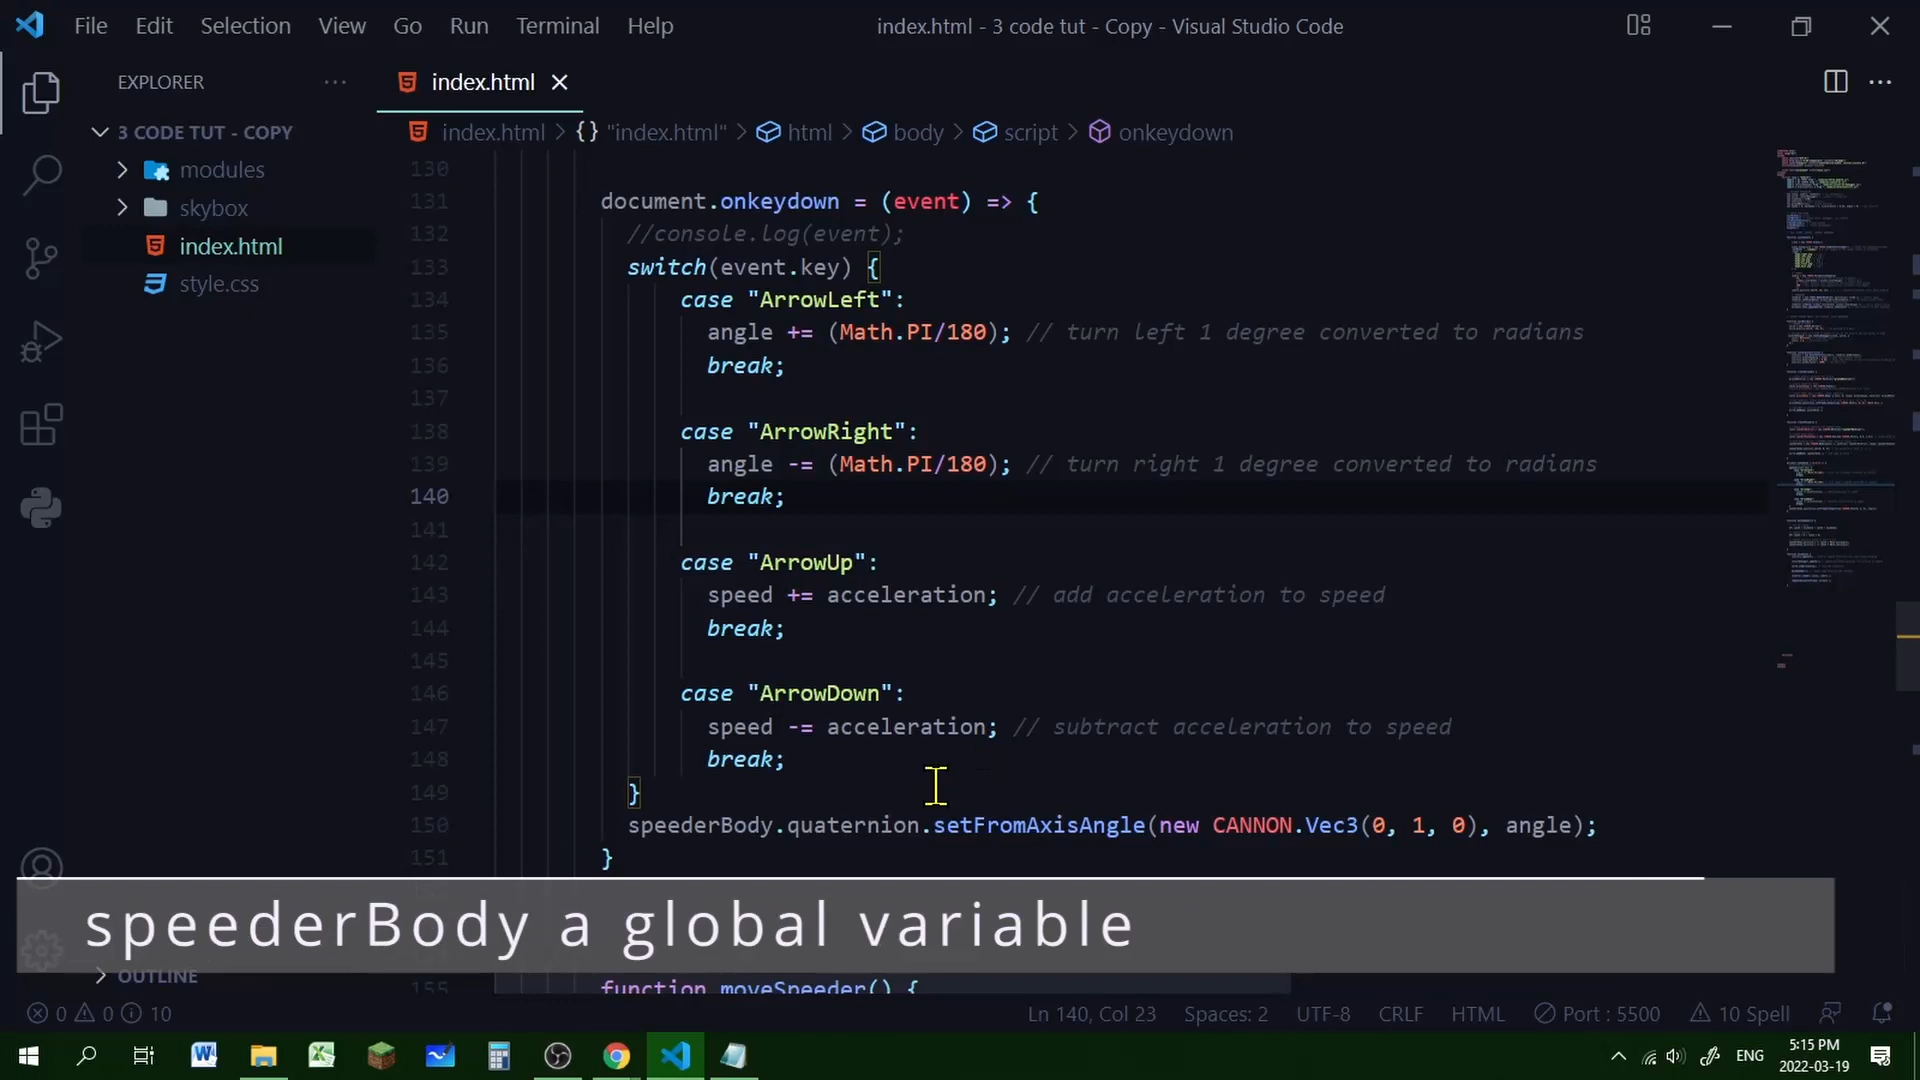 File Edit Selection View Go Run Terminal Help
index.html - 3 code tut - Copy - Visual Studio Code
EXPLORER
index.html
3 CODE TUT - COPY
modules
skybox
index.html
style.css
index.html > {} "index.html" > html > body > script > onkeydown
130
131 document.onkeydown = (event) => {
132 //console.log(event);
133 switch(event.key) {
134 case "ArrowLeft":
135 angle += (Math.PI/180); // turn left 1 degree converted to radians
136 break;
137
138 case "ArrowRight":
139 angle -= (Math.PI/180); // turn right 1 degree converted to radians
140 break;
141
142 case "ArrowUp":
143 speed += acceleration; // add acceleration to speed
144 break;
145
146 case "ArrowDown":
147 speed -= acceleration; // subtract acceleration to speed
148 break;
149 }
150 speederBody.quaternion.setFromAxisAngle(new CANNON.Vec3(0, 1, 0), angle);
151 }
speederBody a global variable
OUTLINE
155 function moveSpeeder() {
0 0 10
Ln 140, Col 23 Spaces: 2 UTF-8 CRLF HTML Port : 5500 10 Spell
ENG
5:15 PM
2022-03-19